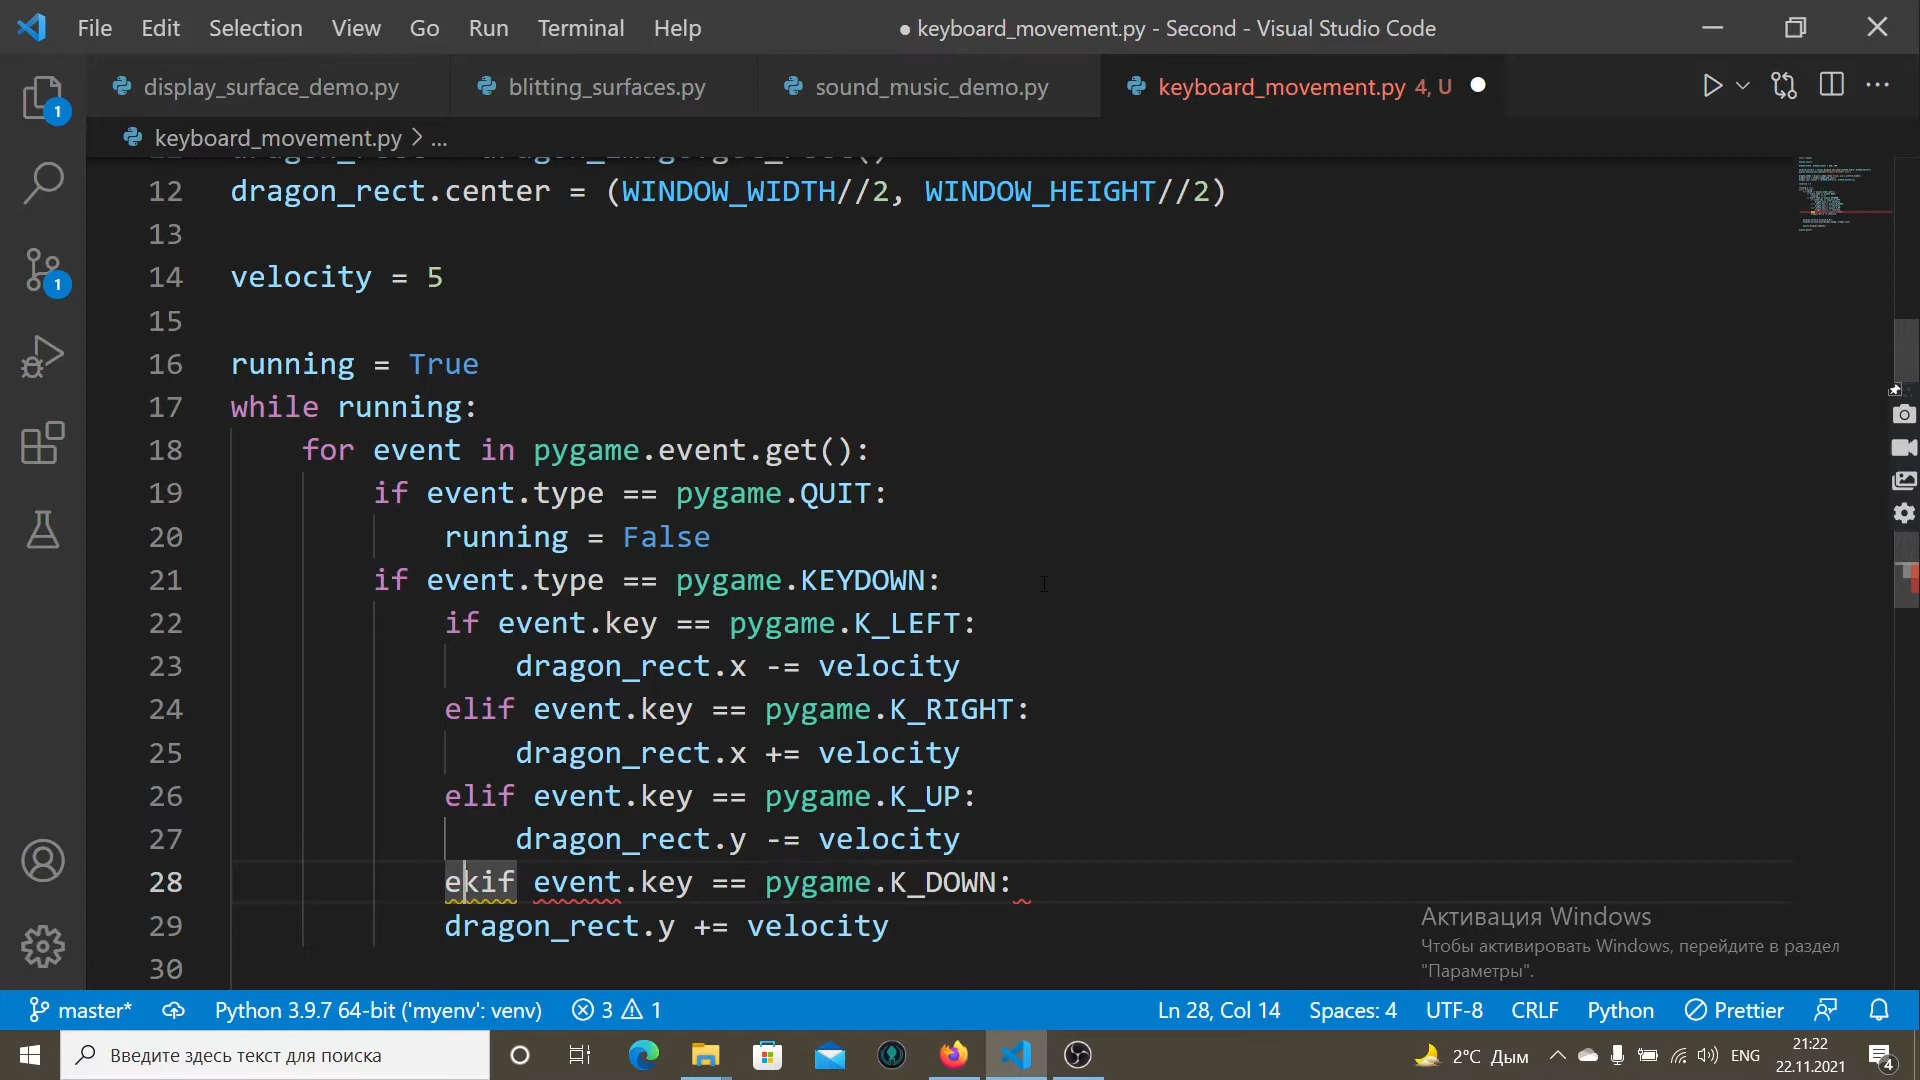 File Edit Selection View Go Run Terminal Help
● keyboard_movement.py - Second - Visual Studio Code
display_surface_demo.py
blitting_surfaces.py
sound_music_demo.py
keyboard_movement.py 4, U
keyboard_movement.py > ...
12 dragon_rect.center = (WINDOW_WIDTH//2, WINDOW_HEIGHT//2)
13
14 velocity = 5
15
16 running = True
17 while running:
18 for event in pygame.event.get():
19 if event.type == pygame.QUIT:
20 running = False
21 if event.type == pygame.KEYDOWN:
22 if event.key == pygame.K_LEFT:
23 dragon_rect.x -= velocity
24 elif event.key == pygame.K_RIGHT:
25 dragon_rect.x += velocity
26 elif event.key == pygame.K_UP:
27 dragon_rect.y -= velocity
28 ekif event.key == pygame.K_DOWN:
29 dragon_rect.y += velocity
30
1
1
Активация Windows
Чтобы активировать Windows, перейдите в раздел
"Параметры".
master* Python 3.9.7 64-bit ('myenv': venv) 3 1 Ln 28, Col 14 Spaces: 4 UTF-8 CRLF Python Prettier
Введите здесь текст для поиска
2°C Дым
ENG
21:22
22.11.2021
4